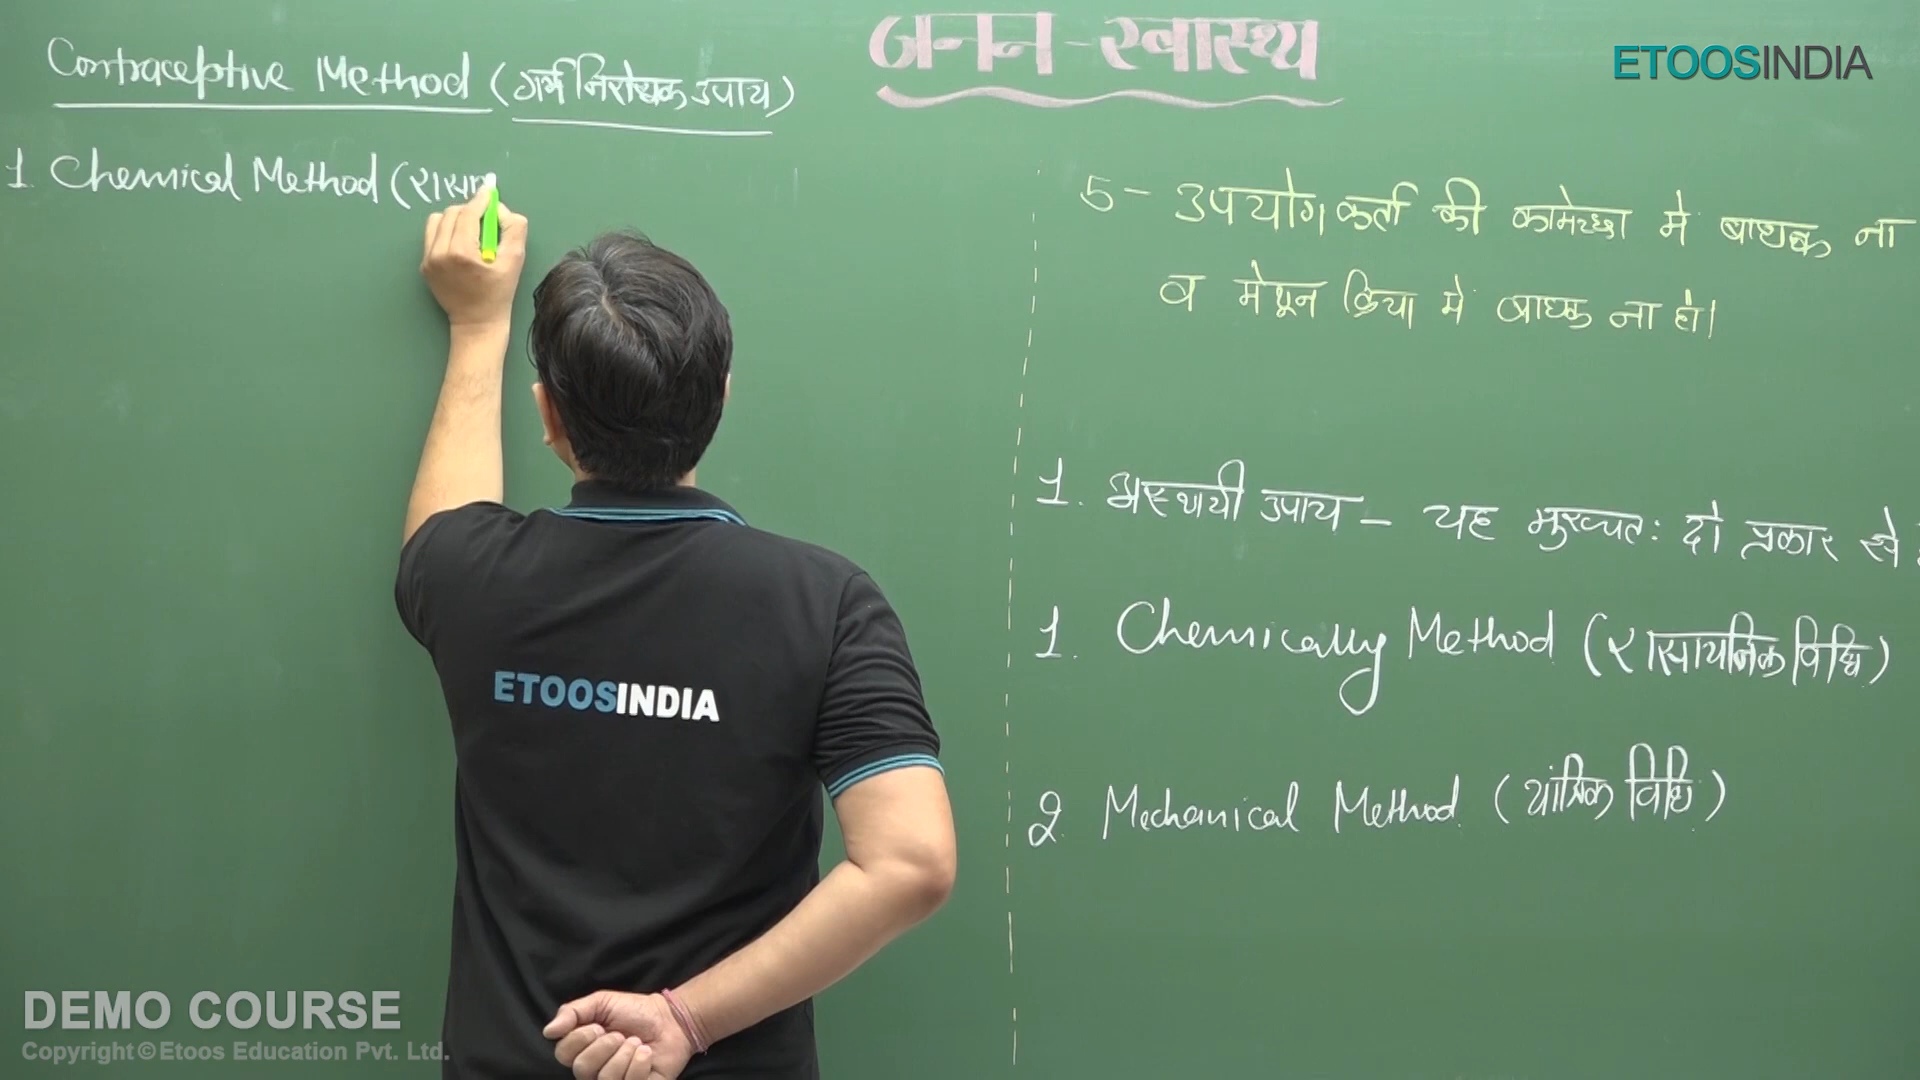 जनन-स्वास्थ्य
ETOOSINDIA
Contraceptive Method (गर्भ निरोधक उपाय)
1. Chemical Method (रास
5- उपयोगकर्ता की कामेच्छा मे बाधक ना
व मैथुन क्रिया मे बाधक ना हो।
1. अस्थायी उपाय - यह मुख्यतः दो प्रकार से
1. Chemically Method (रासायनिक विधि)
2 Mechanical Method (यांत्रिक विधि)
ETOOSINDIA
DEMO COURSE
Copyright © Etoos Education Pvt. Ltd.